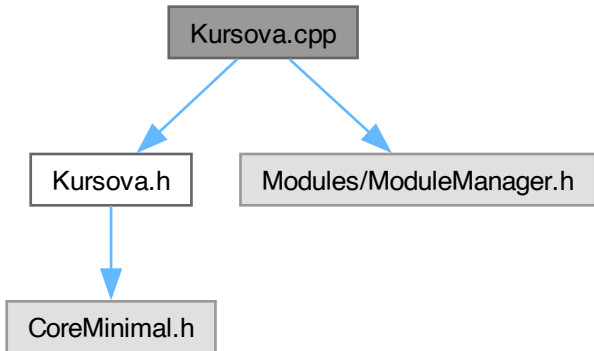 Kursova.cpp
Kursova.h
Modules/ModuleManager.h
CoreMinimal.h